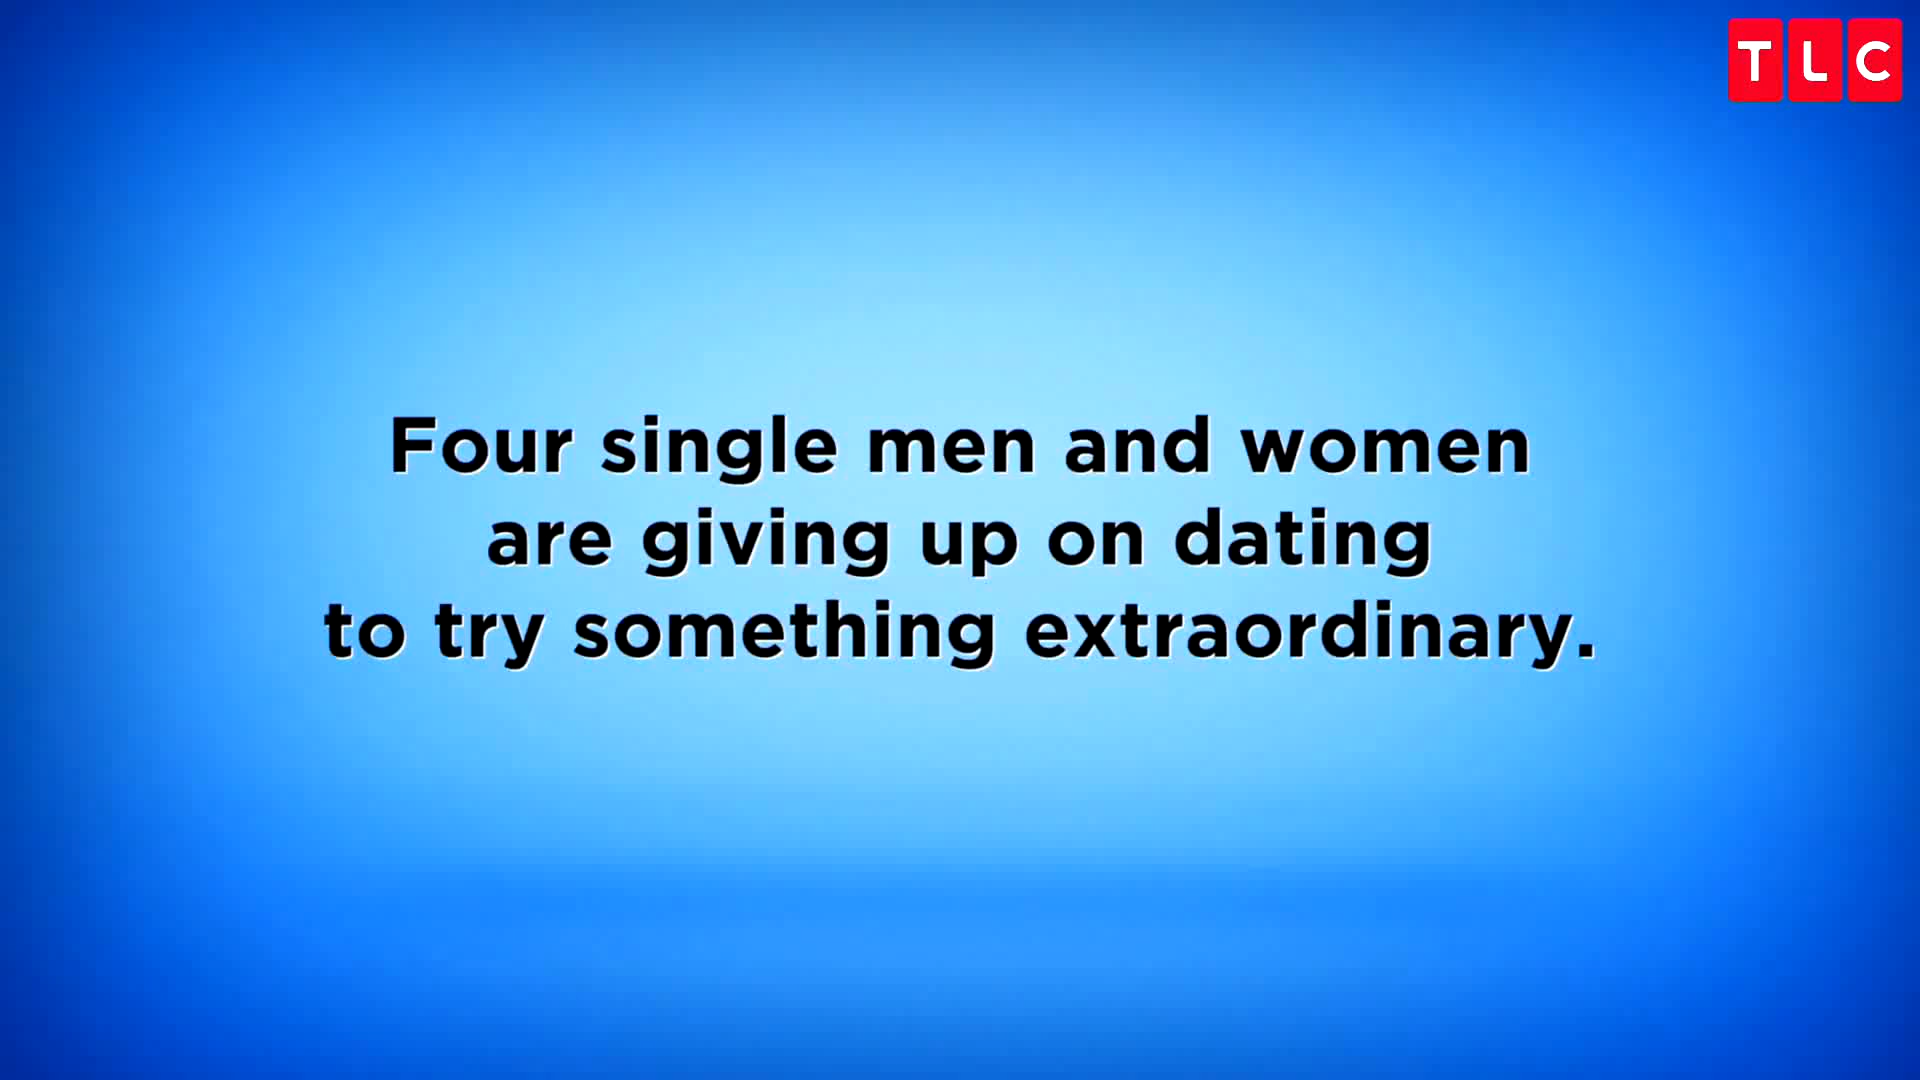 TLC
Four single men and women
are giving up on dating
to try something extraordinary.